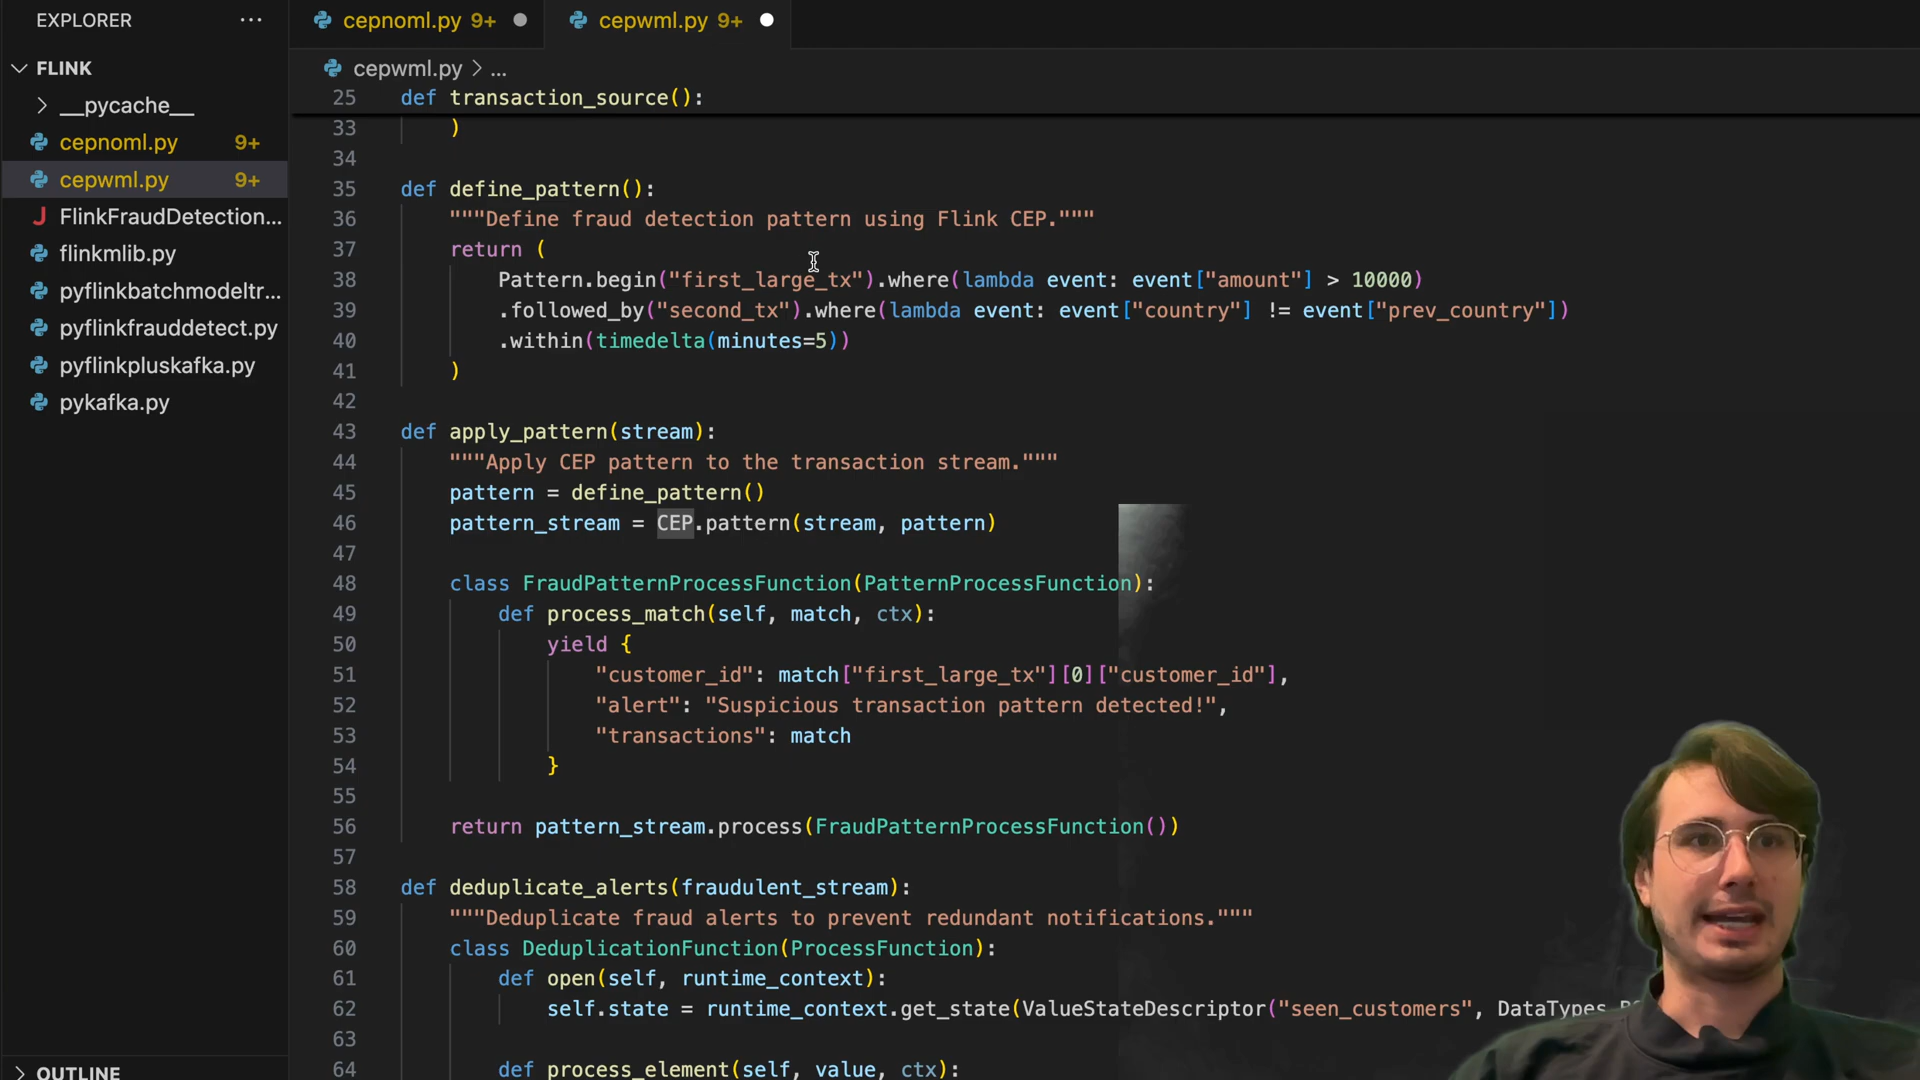 EXPLORER ···
FLINK
__pycache__
cepnoml.py 9+
cepwml.py 9+
FlinkFraudDetection...
flinkmlib.py
pyflinkbatchmodeltr...
pyflinkfrauddetect.py
pyflinkpluskafka.py
pykafka.py
OUTLINE
cepnoml.py 9+
cepwml.py 9+
cepwml.py > ...
25 def transaction_source():
33 )
34
35 def define_pattern():
36 """Define fraud detection pattern using Flink CEP."""
37 return (
38 Pattern.begin("first_large_tx").where(lambda event: event["amount"] > 10000)
39 .followed_by("second_tx").where(lambda event: event["country"] != event["prev_country"])
40 .within(timedelta(minutes=5))
41 )
42
43 def apply_pattern(stream):
44 """Apply CEP pattern to the transaction stream."""
45 pattern = define_pattern()
46 pattern_stream = CEP.pattern(stream, pattern)
47
48 class FraudPatternProcessFunction(PatternProcessFunction):
49 def process_match(self, match, ctx):
50 yield {
51 "customer_id": match["first_large_tx"][0]["customer_id"],
52 "alert": "Suspicious transaction pattern detected!",
53 "transactions": match
54 }
55
56 return pattern_stream.process(FraudPatternProcessFunction())
57
58 def deduplicate_alerts(fraudulent_stream):
59 """Deduplicate fraud alerts to prevent redundant notifications."""
60 class DeduplicationFunction(ProcessFunction):
61 def open(self, runtime_context):
62 self.state = runtime_context.get_state(ValueStateDescriptor("seen_customers", DataTypes
63
64 def process_element(self, value, ctx):